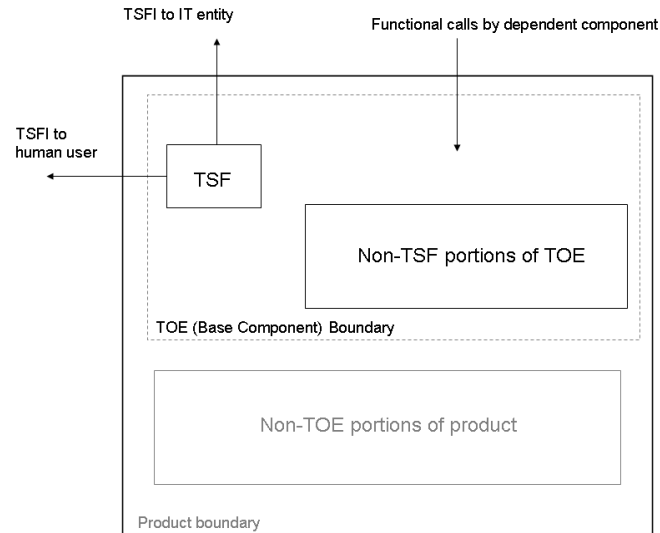 TSFI to IT entity
Functional calls by dependent component
TSFI to
human user
TSF
Non-TSF portions of TOE
TOE (Base Component) Boundary
Non-TOE portions of product
Product boundary